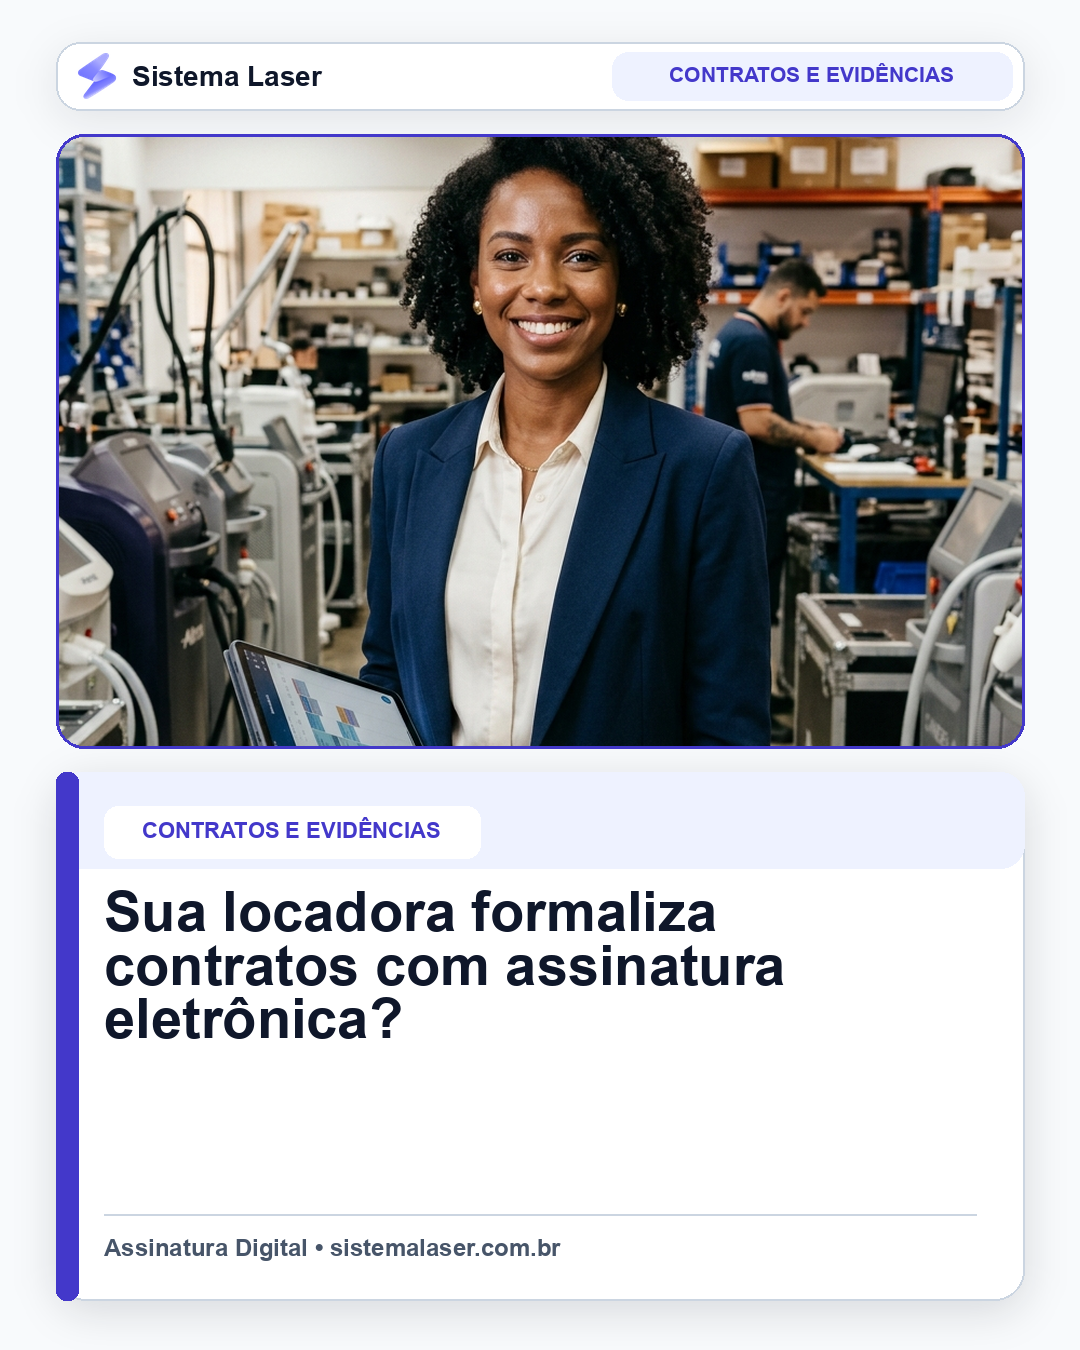 Sistema Laser
CONTRATOS E EVIDÊNCIAS
CONTRATOS E EVIDÊNCIAS
Sua locadora formaliza
contratos com assinatura
eletrônica?
Assinatura Digital • sistemalaser.com.br